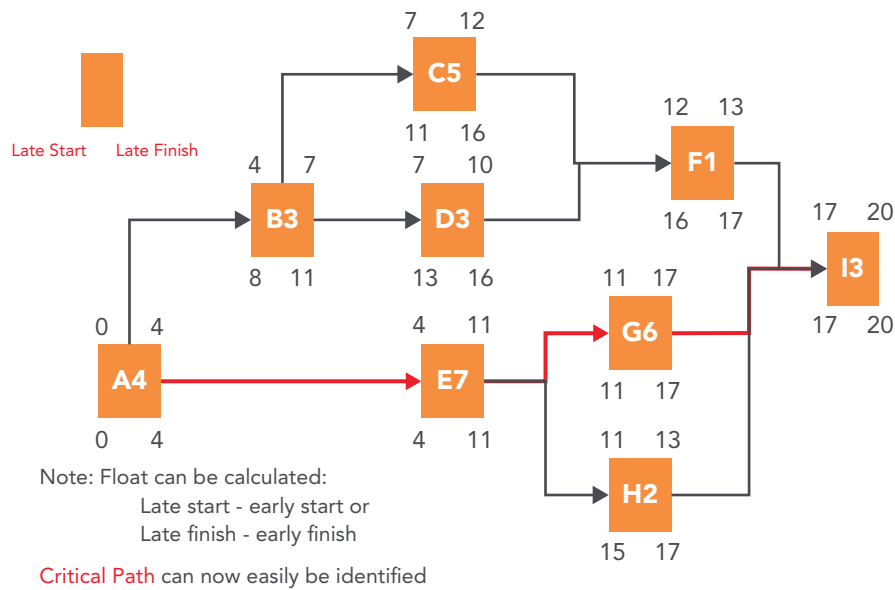 7 12
C5
11 16
Late Start Late Finish
4 7
B3
8 11
7 10
D3
13 16
12 13
F1
16 17
17 20
I3
17 20
0 4
A4
0 4
4 11
E7
4 11
11 17
G6
11 17
11 13
H2
15 17
Note: Float can be calculated:
Late start - early start or
Late finish - early finish
Critical Path can now easily be identified